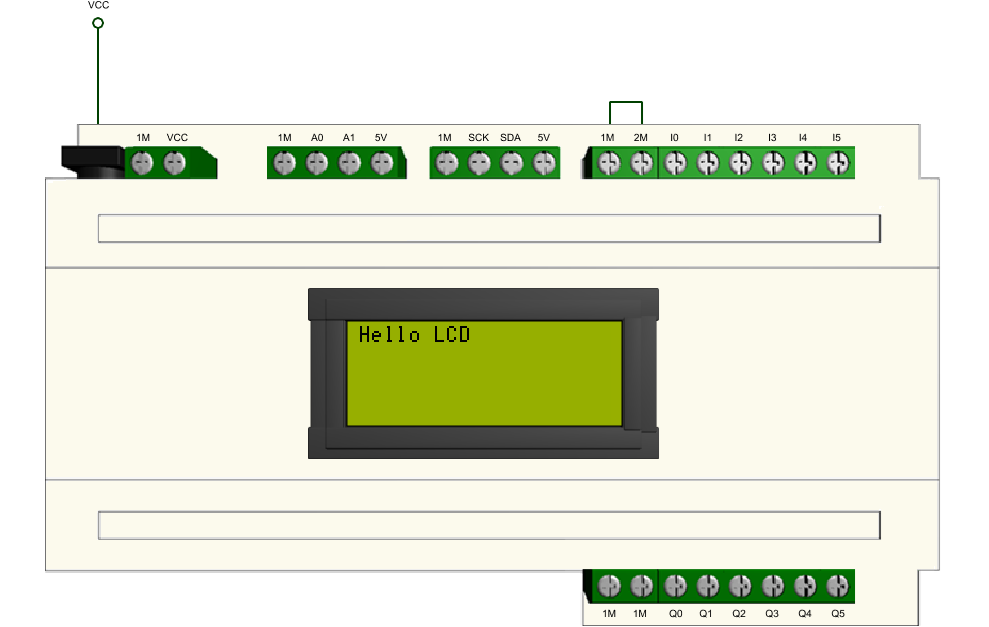 VCC
1M VCC 1M A0 A1 5V 1M SCK SDA 5V 1M 2M I0 I1 I2 I3 I4 I5
Hello LCD
1M 1M Q0 Q1 Q2 Q3 Q4 Q5